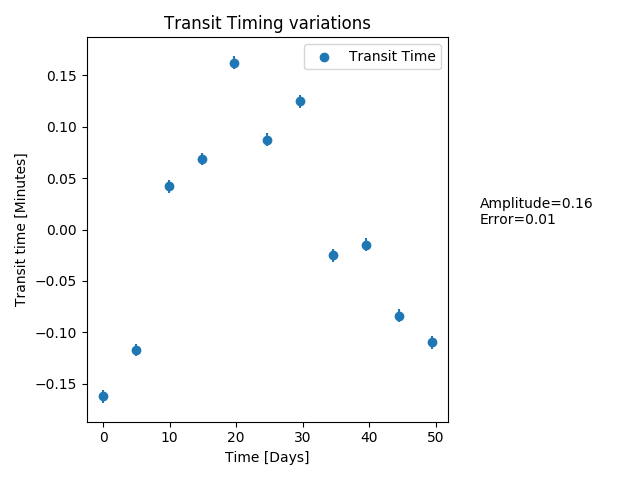 Transit Timing variations
Transit Time
0.15
0.10
0.05
0.00
−0.05
−0.10
−0.15
Transit time [Minutes]
Amplitude=0.16
Error=0.01
0 10 20 30 40 50
Time [Days]